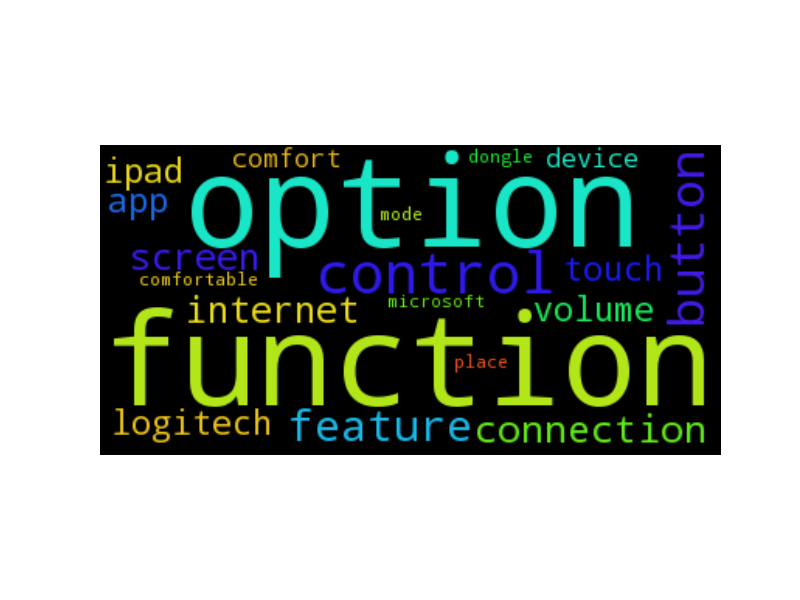 comfort
dongle
device
ipad
option
button
app
mode
screen
control
touch
comfortable
internet
microsoft
volume
function
place
logitech
feature
connection